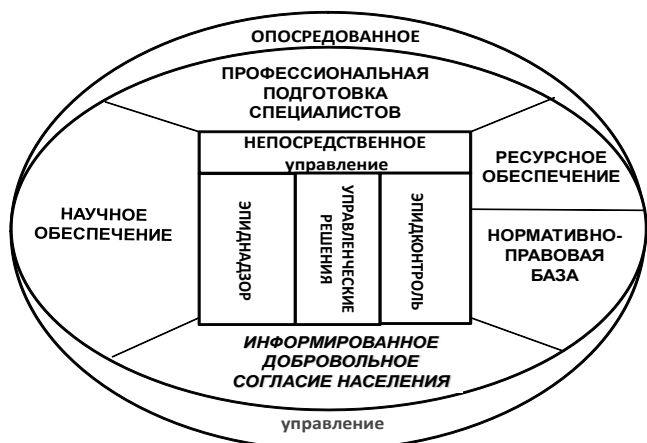 ОПОСРЕДОВАННОЕ
ПРОФЕССИОНАЛЬНАЯ
ПОДГОТОВКА
СПЕЦИАЛИСТОВ
НЕПОСРЕДСТВЕННОЕ
управление
РЕСУРСНОЕ
ОБЕСПЕЧЕНИЕ
НАУЧНОЕ
ОБЕСПЕЧЕНИЕ
ЭПИДНАДЗОР
УПРАВЛЕНЧЕСКИЕ
РЕШЕНИЯ
ЭПИДКОНТРОЛЬ
НОРМАТИВНО-
ПРАВОВАЯ
БАЗА
ИНФОРМИРОВАННОЕ
ДОБРОВОЛЬНОЕ
СОГЛАСИЕ НАСЕЛЕНИЯ
управление